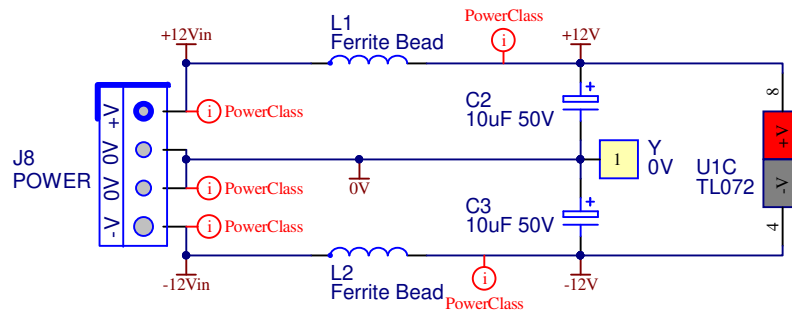 +12Vin
L1
Ferrite Bead
PowerClass
i
+12V
+V
i
PowerClass
C2
10uF 50V
+
8
J8
POWER
0V
0V
i
PowerClass
0V
1
Y
0V
U1C
TL072
+V
-V
-V
i
PowerClass
C3
10uF 50V
+
4
-12Vin
L2
Ferrite Bead
i
PowerClass
-12V